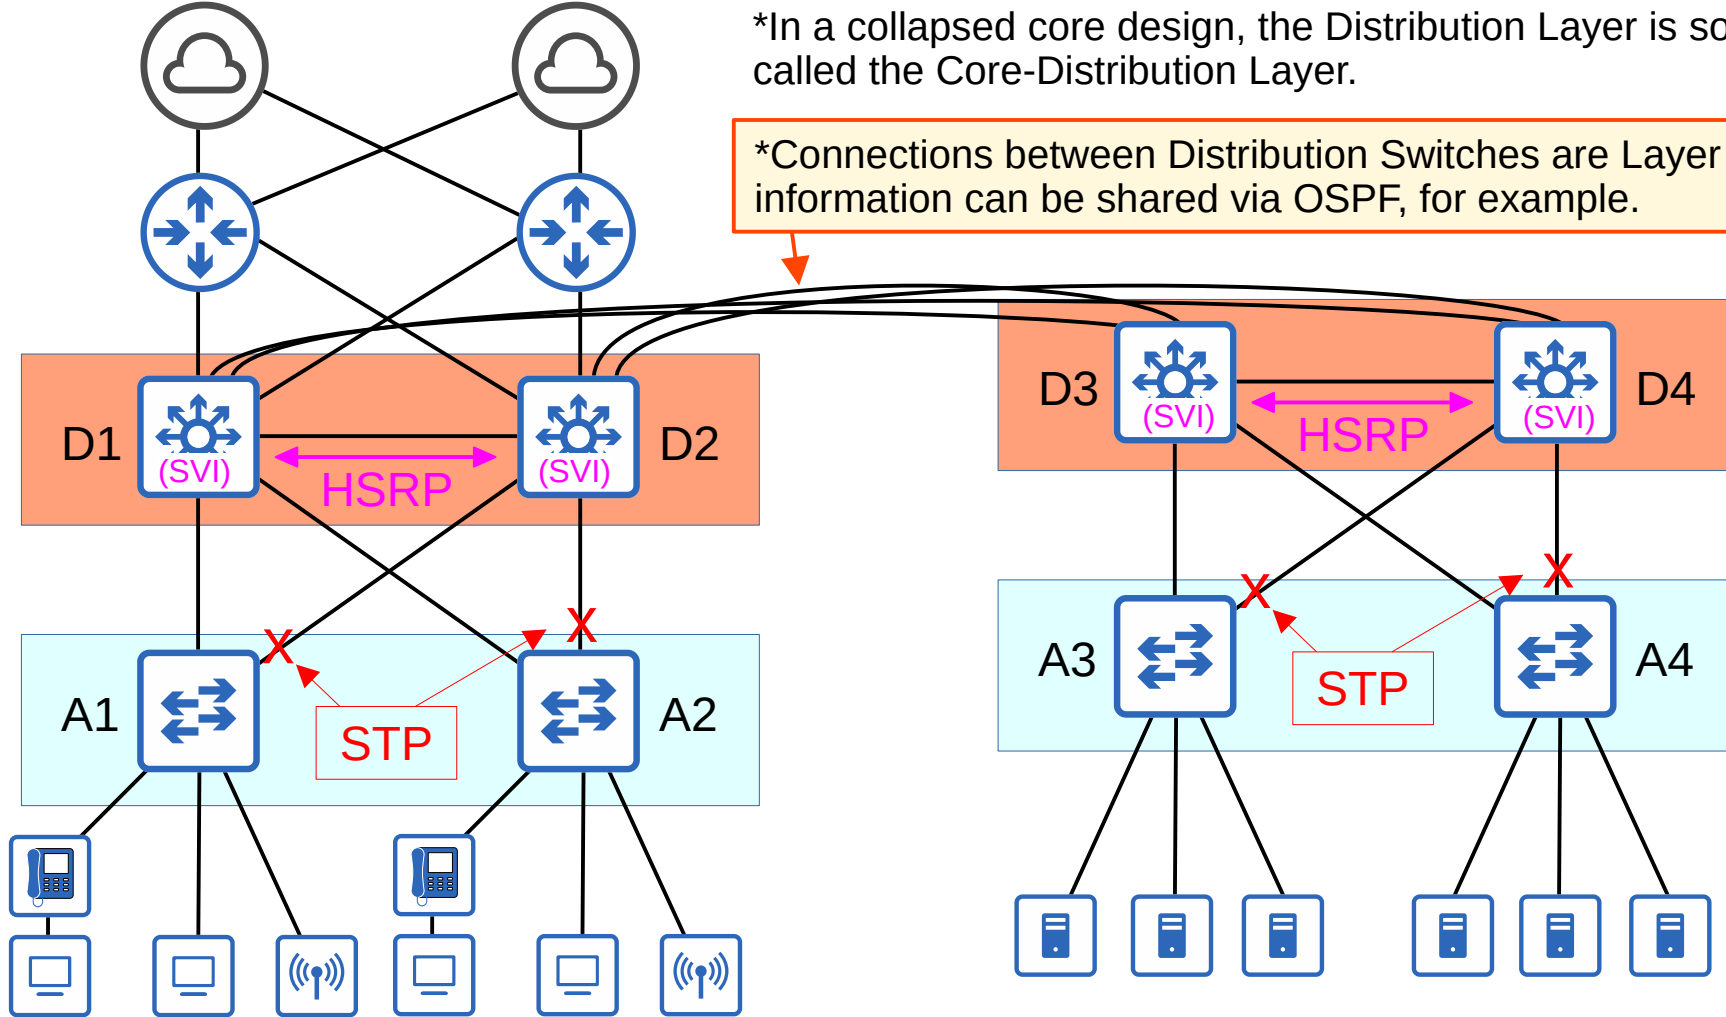 *In a collapsed core design, the Distribution Layer is so
called the Core-Distribution Layer.
*Connections between Distribution Switches are Layer
information can be shared via OSPF, for example.
D1
(SVI)
HSRP
(SVI)
D2
D3
(SVI)
HSRP
(SVI)
D4
X
X
A1
STP
A2
X
X
A3
STP
A4